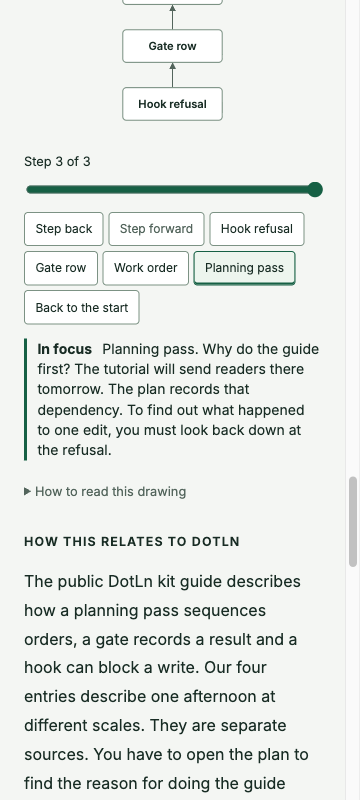 Gate row
Hook refusal
Step 3 of 3
Step back
Step forward
Hook refusal
Gate row
Work order
Planning pass
Back to the start
In focus Planning pass. Why do the guide
first? The tutorial will send readers there
tomorrow. The plan records that
dependency. To find out what happened
to one edit, you must look back down at
the refusal.
How to read this drawing
HOW THIS RELATES TO DOTLN
The public DotLn kit guide describes
how a planning pass sequences
orders, a gate records a result and a
hook can block a write. Our four
entries describe one afternoon at
different scales. They are separate
sources. You have to open the plan to
find the reason for doing the guide